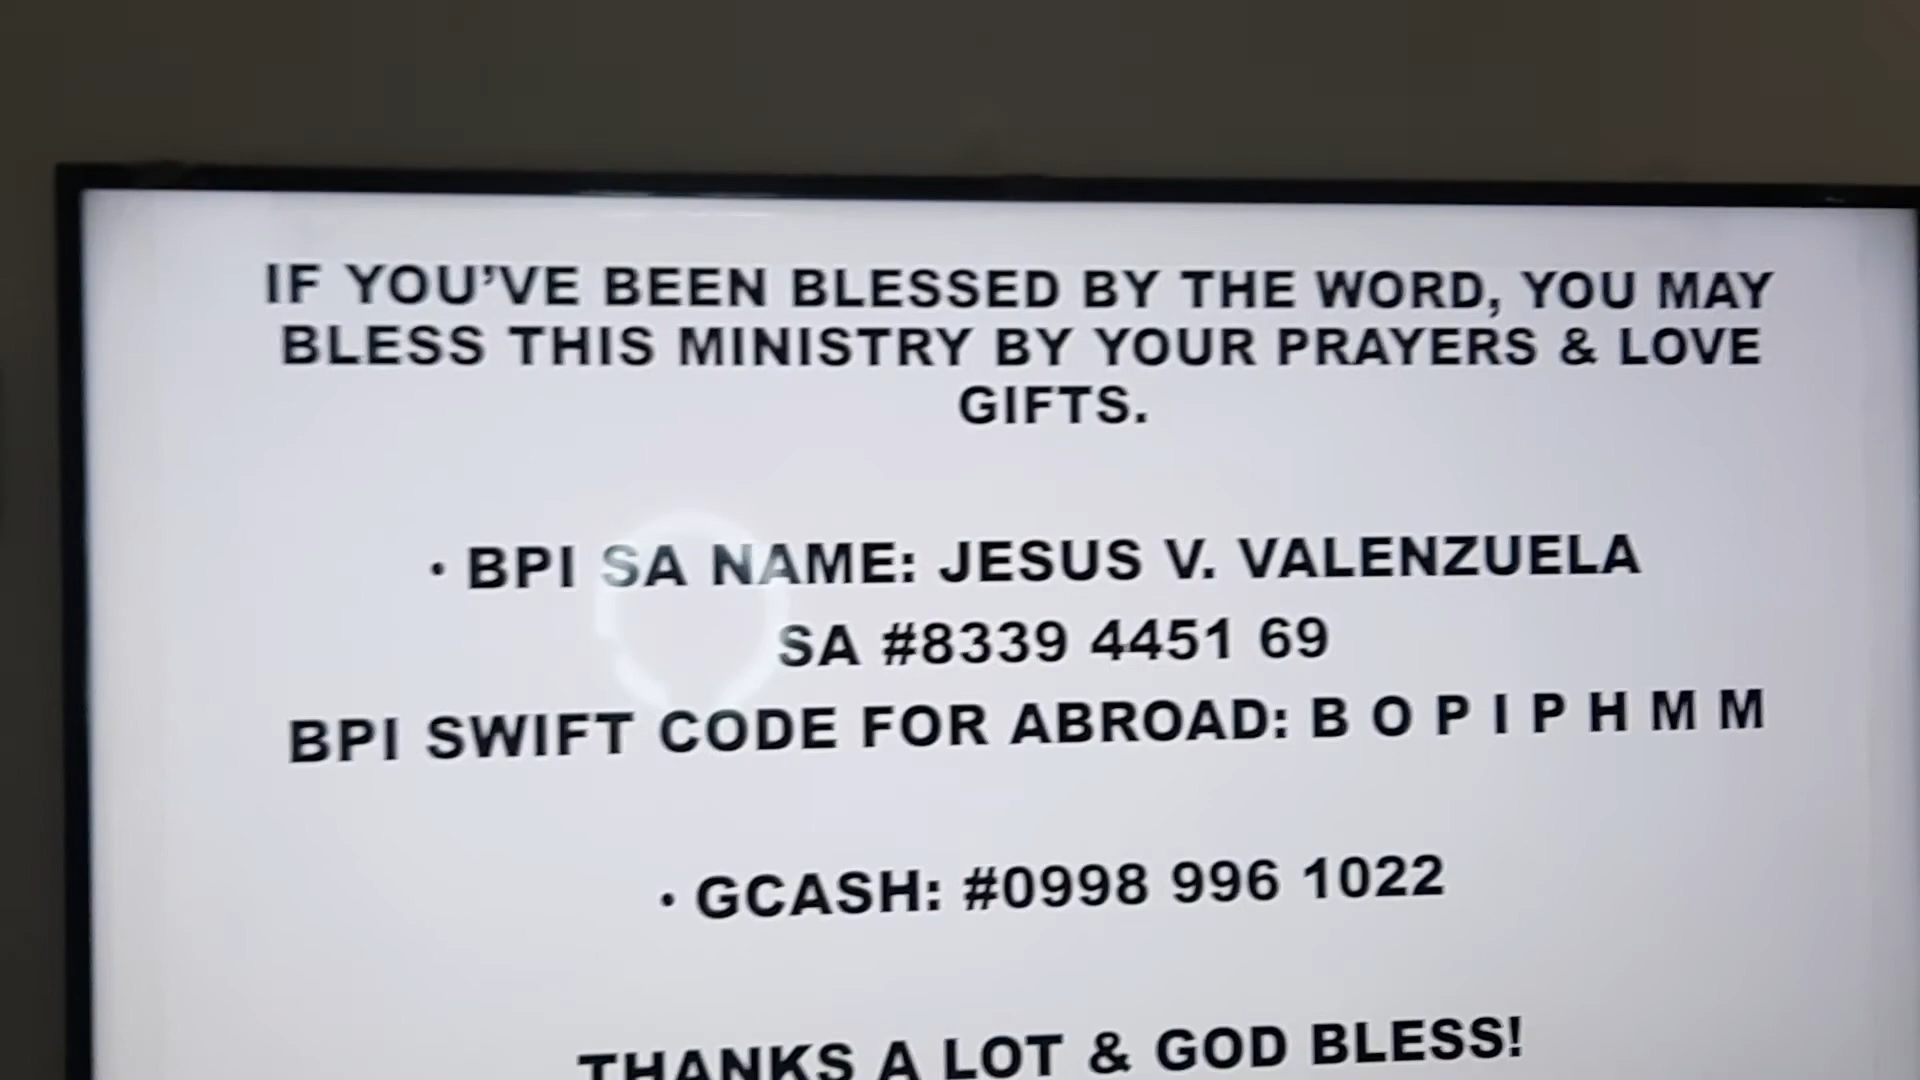 IF YOU'VE BEEN BLESSED BY THE WORD, YOU MAY
BLESS THIS MINISTRY BY YOUR PRAYERS & LOVE
GIFTS.
· BPI SA NAME: JESUS V. VALENZUELA
SA #8339 4451 69
BPI SWIFT CODE FOR ABROAD: B O P I P H M M
· GCASH: #0998 996 1022
THANKS A LOT & GOD BLESS!